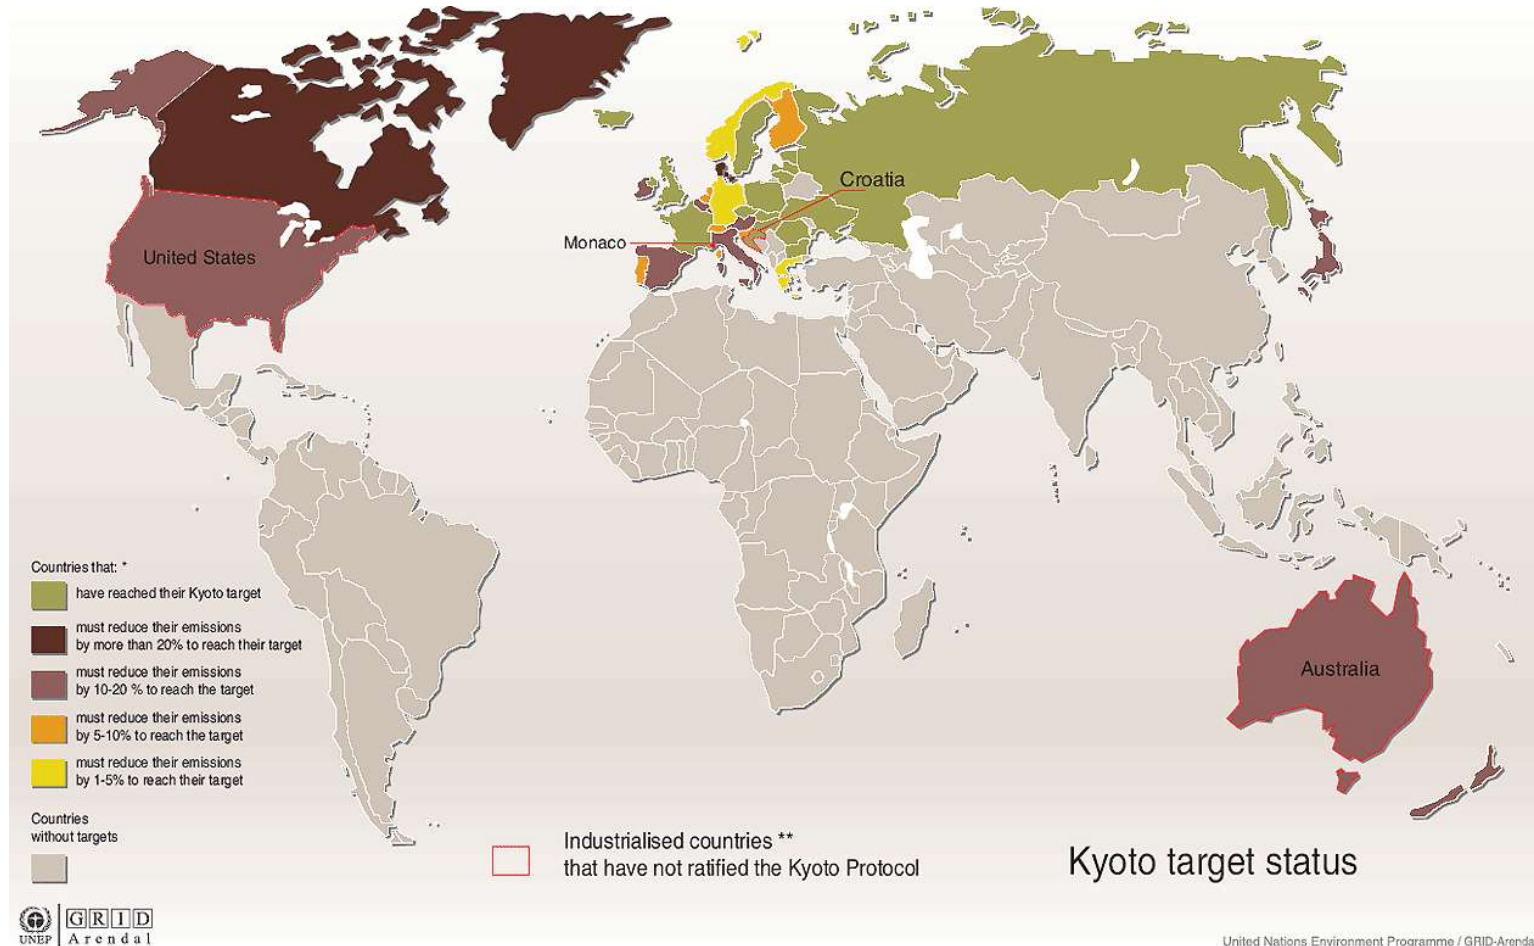 Croatia
Monaco
United States
Countries that: *
have reached their Kyoto target
must reduce their emissions
by more than 20% to reach their target
must reduce their emissions
by 10-20 % to reach the target
must reduce their emissions
by 5-10% to reach the target
must reduce their emissions
by 1-5% to reach their target
Australia
Countries
without targets
Industrialised countries **
that have not ratified the Kyoto Protocol
Kyoto target status
UNEP
GRID
Arendal
United Nations Environment Programme / GRID-Arenda